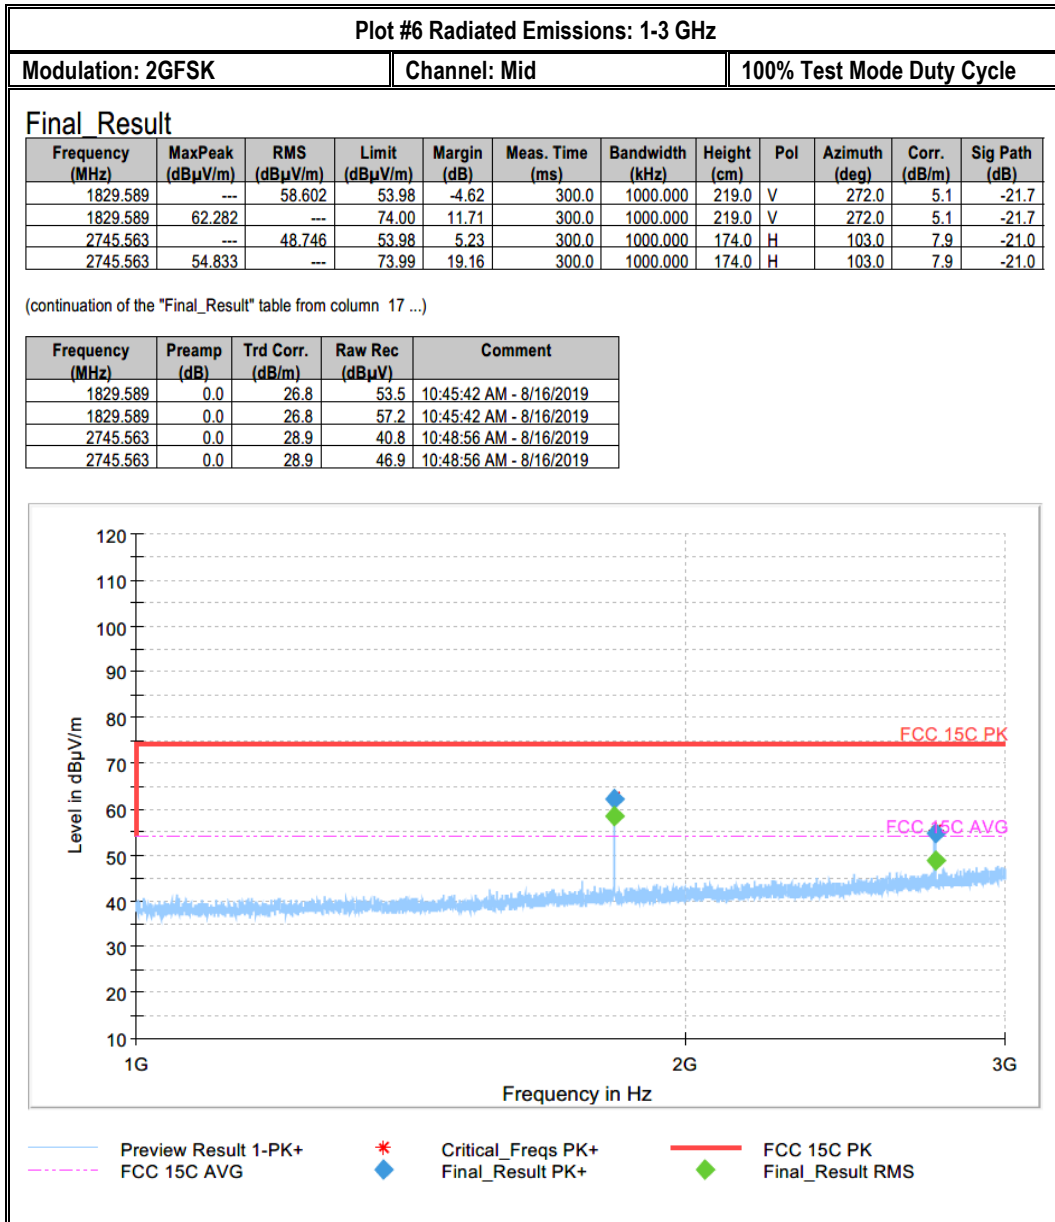 Plot #6 Radiated Emissions: 1-3 GHz
Modulation: 2GFSK Channel: Mid 100% Test Mode Duty Cycle
Final_Result
Frequency (MHz) MaxPeak (dBµV/m) RMS (dBµV/m) Limit (dBµV/m) Margin (dB) Meas. Time (ms) Bandwidth (kHz) Height (cm) Pol Azimuth (deg) Corr. (dB/m) Sig Path (dB)
1829.589 --- 58.602 53.98 -4.62 300.0 1000.000 219.0 V 272.0 5.1 -21.7
1829.589 62.282 --- 74.00 11.71 300.0 1000.000 219.0 V 272.0 5.1 -21.7
2745.563 --- 48.746 53.98 5.23 300.0 1000.000 174.0 H 103.0 7.9 -21.0
2745.563 54.833 --- 73.99 19.16 300.0 1000.000 174.0 H 103.0 7.9 -21.0
(continuation of the "Final_Result" table from column 17 ...)
Frequency (MHz) Preamp (dB) Trd Corr. (dB/m) Raw Rec (dBµV) Comment
1829.589 0.0 26.8 53.5 10:45:42 AM - 8/16/2019
1829.589 0.0 26.8 57.2 10:45:42 AM - 8/16/2019
2745.563 0.0 28.9 40.8 10:48:56 AM - 8/16/2019
2745.563 0.0 28.9 46.9 10:48:56 AM - 8/16/2019
120
110
100
90
80
70
60
50
40
30
20
10
Level in dBµV/m
FCC 15C PK
FCC 15C AVG
1G 2G 3G
Frequency in Hz
Preview Result 1-PK+ Critical_Freqs PK+ FCC 15C PK
FCC 15C AVG Final_Result PK+ Final_Result RMS